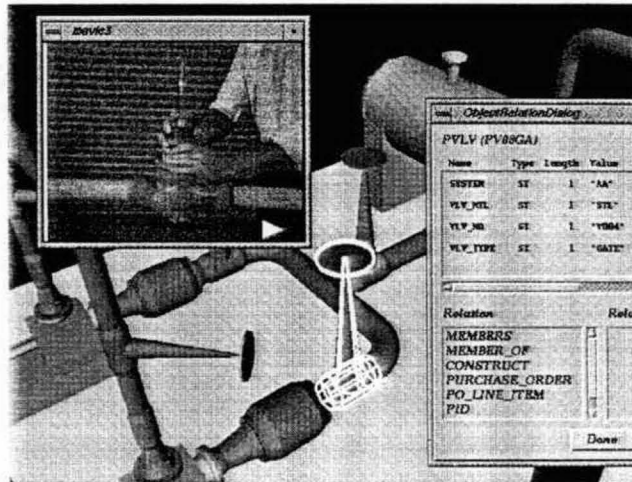 movie3
ObjectRelationDialog
PVLV (PV88GA)
Name Type Length Value
SYSTEM ST 1 "AA"
VLV_MTL ST 1 "STL"
VLV_NO ST 1
VLV_TYPE ST 1 "GATE"
Relation Rel
MEMBERS
MEMBER_OF
CONSTRUCT
PURCHASE_ORDER
PO_LINE_ITEM
PID
Done